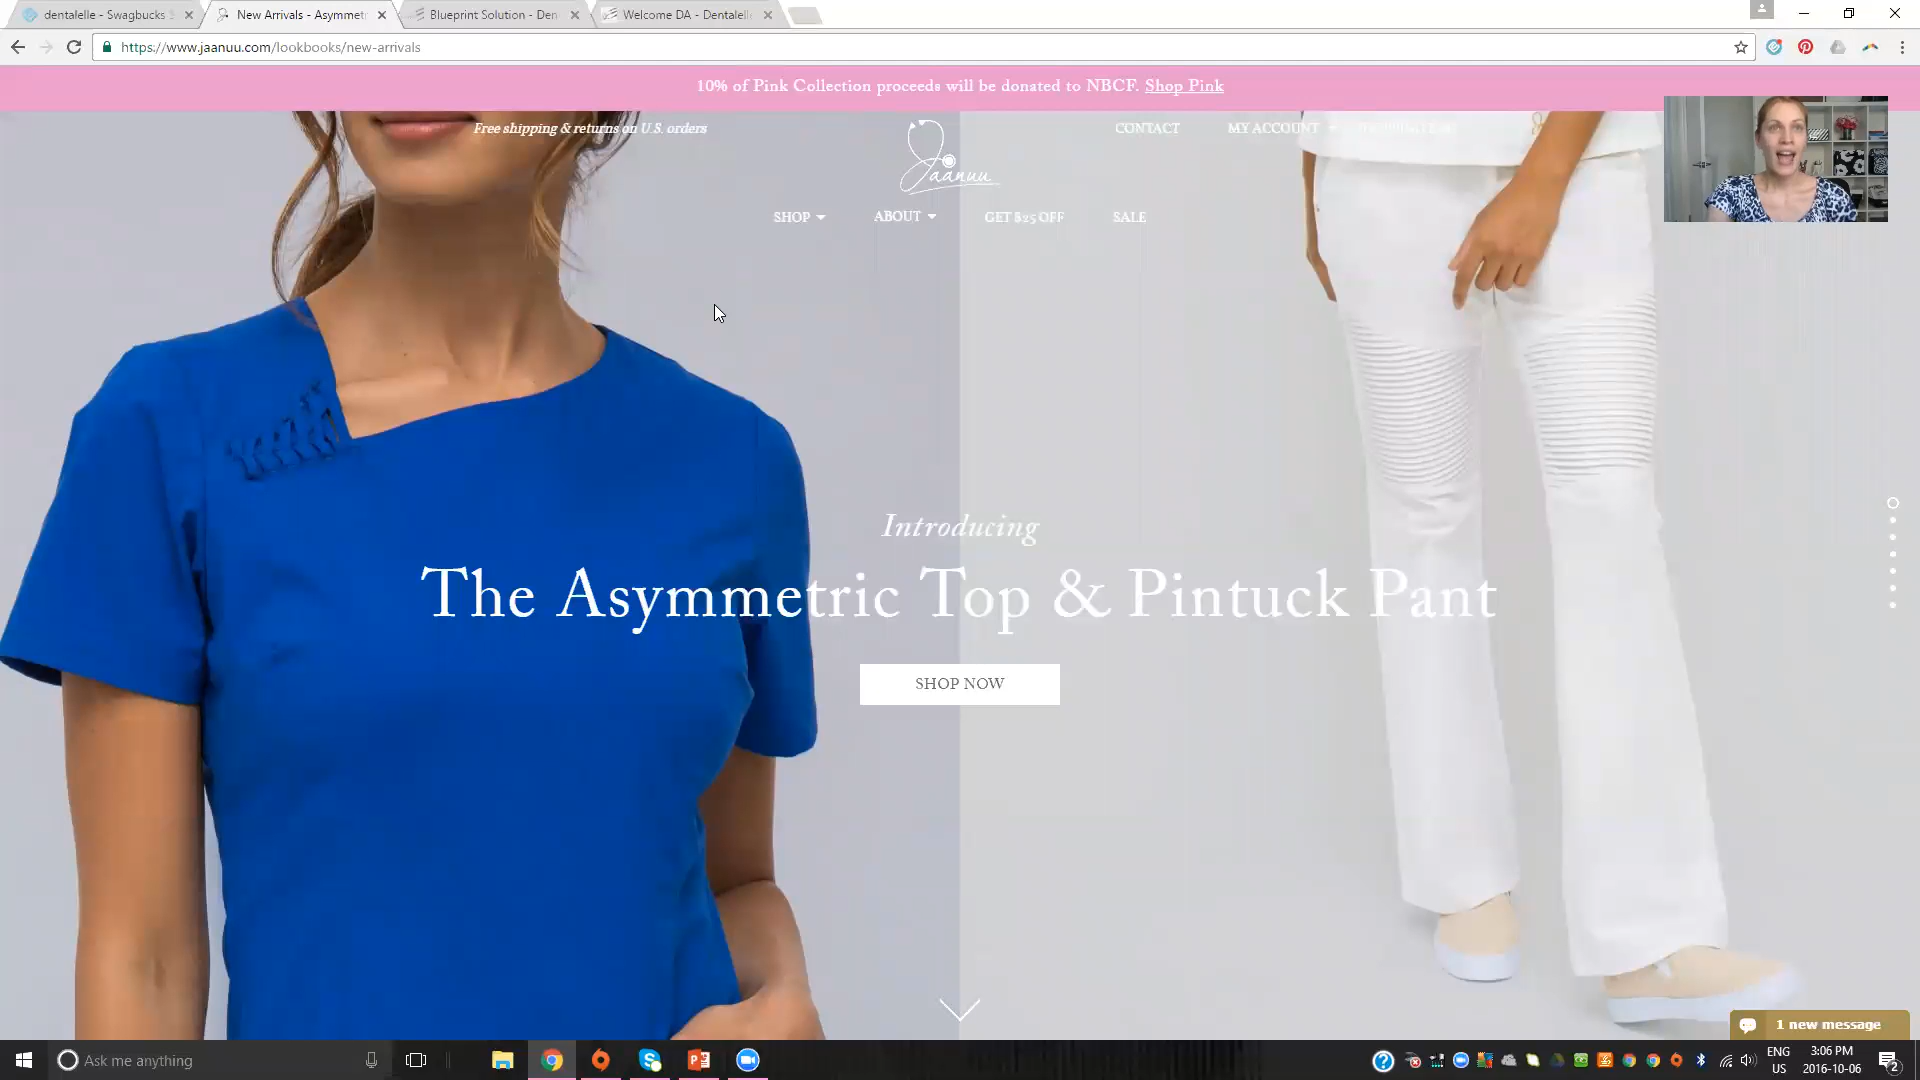 dentalelle - Swagbucks
New Arrivals - Asymmetr
Blueprint Solution - Den
Welcome DA - Dentalell
https://www.jaanuu.com/lookbooks/new-arrivals
10% of Pink Collection proceeds will be donated to NBCF. Shop Pink
Free shipping & returns on U.S. orders
CONTACT
MY ACCOUNT
Jaanuu
SHOP
ABOUT
GET $25 OFF
SALE
Introducing
The Asymmetric Top & Pintuck Pant
SHOP NOW
1 new message
Ask me anything
ENG
US
3:06 PM
2016-10-06
2